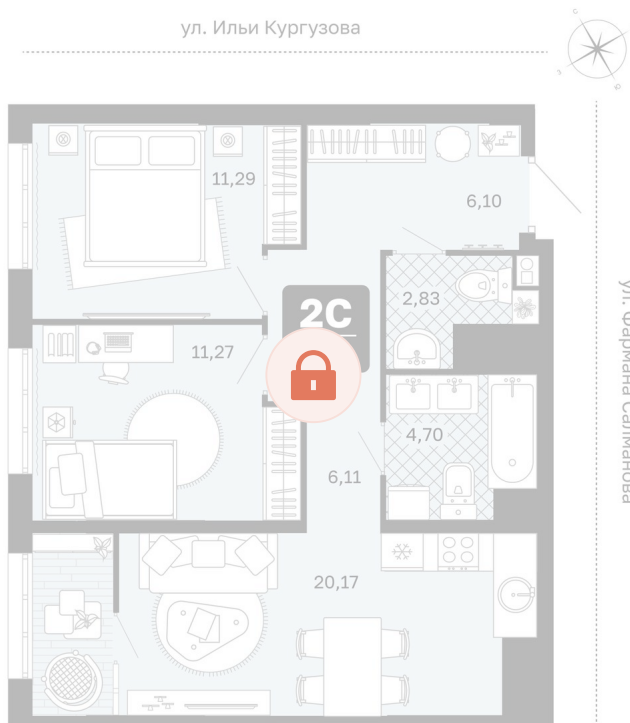 ул. Ильи Кургузова
С
З
Ю
11,29
6,10
2С
2,83
11,27
4,70
6,11
20,17
ул. Фармана Салманова